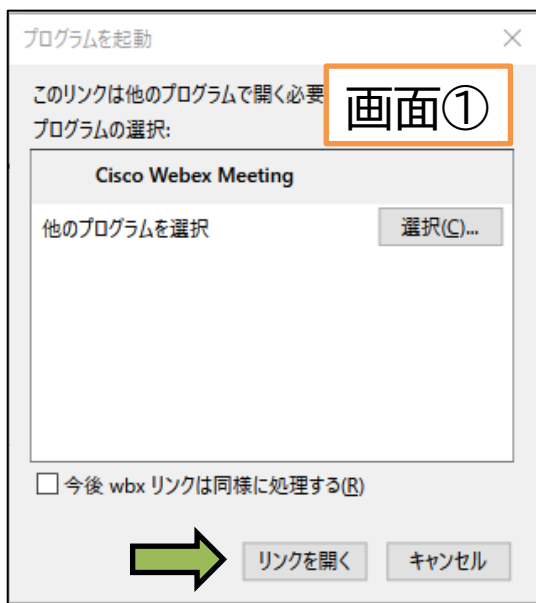 プログラムを起動
このリンクは他のプログラムで開く必要
画面①
プログラムの選択:
Cisco Webex Meeting
他のプログラムを選択
選択(C)...
今後 wbx リンクは同様に処理する(R)
リンクを開く
キャンセル